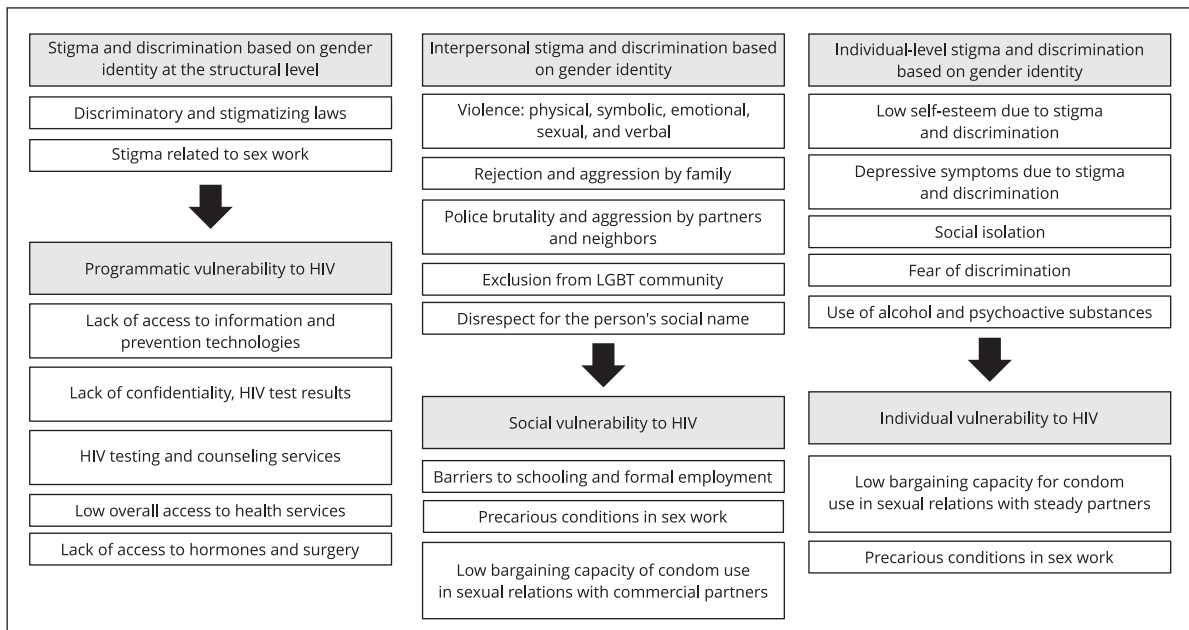 Stigma and discrimination based on gender
identity at the structural level
Discriminatory and stigmatizing laws
Stigma related to sex work
Programmatic vulnerability to HIV
Lack of access to information and
prevention technologies
Lack of confidentiality, HIV test results
HIV testing and counseling services
Low overall access to health services
Lack of access to hormones and surgery
Interpersonal stigma and discrimination based
on gender identity
Violence: physical, symbolic, emotional,
sexual, and verbal
Rejection and aggression by family
Police brutality and aggression by partners
and neighbors
Exclusion from LGBT community
Disrespect for the person's social name
Social vulnerability to HIV
Barriers to schooling and formal employment
Precarious conditions in sex work
Low bargaining capacity of condom use
in sexual relations with commercial partners
Individual-level stigma and discrimination
based on gender identity
Low self-esteem due to stigma
and discrimination
Depressive symptoms due to stigma
and discrimination
Social isolation
Fear of discrimination
Use of alcohol and psychoactive substances
Individual vulnerability to HIV
Low bargaining capacity for condom
use in sexual relations with steady partners
Precarious conditions in sex work